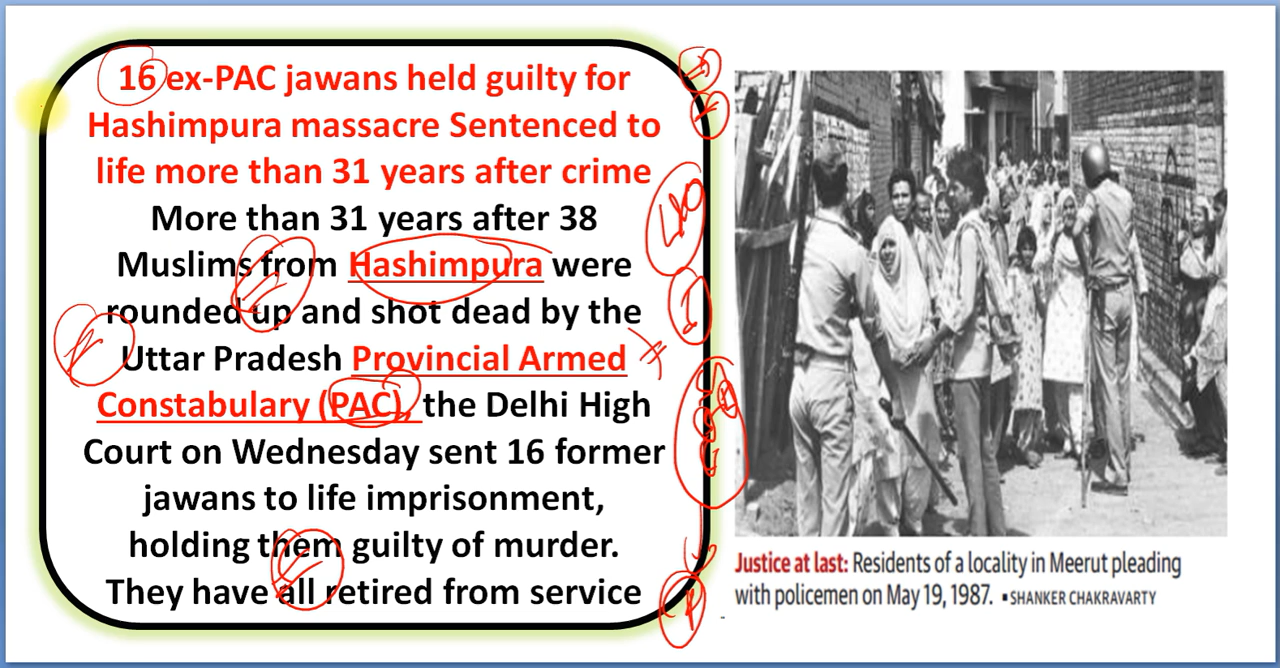 16 ex-PAC jawans held guilty for
Hashimpura massacre Sentenced to
life more than 31 years after crime
More than 31 years after 38
Muslims from Hashimpura were
rounded up and shot dead by the
Uttar Pradesh Provincial Armed
Constabulary (PAC), the Delhi High
Court on Wednesday sent 16 former
jawans to life imprisonment,
holding them guilty of murder.
They have all retired from service
Justice at last: Residents of a locality in Meerut pleading
with policemen on May 19, 1987. ▪SHANKER CHAKRAVARTY